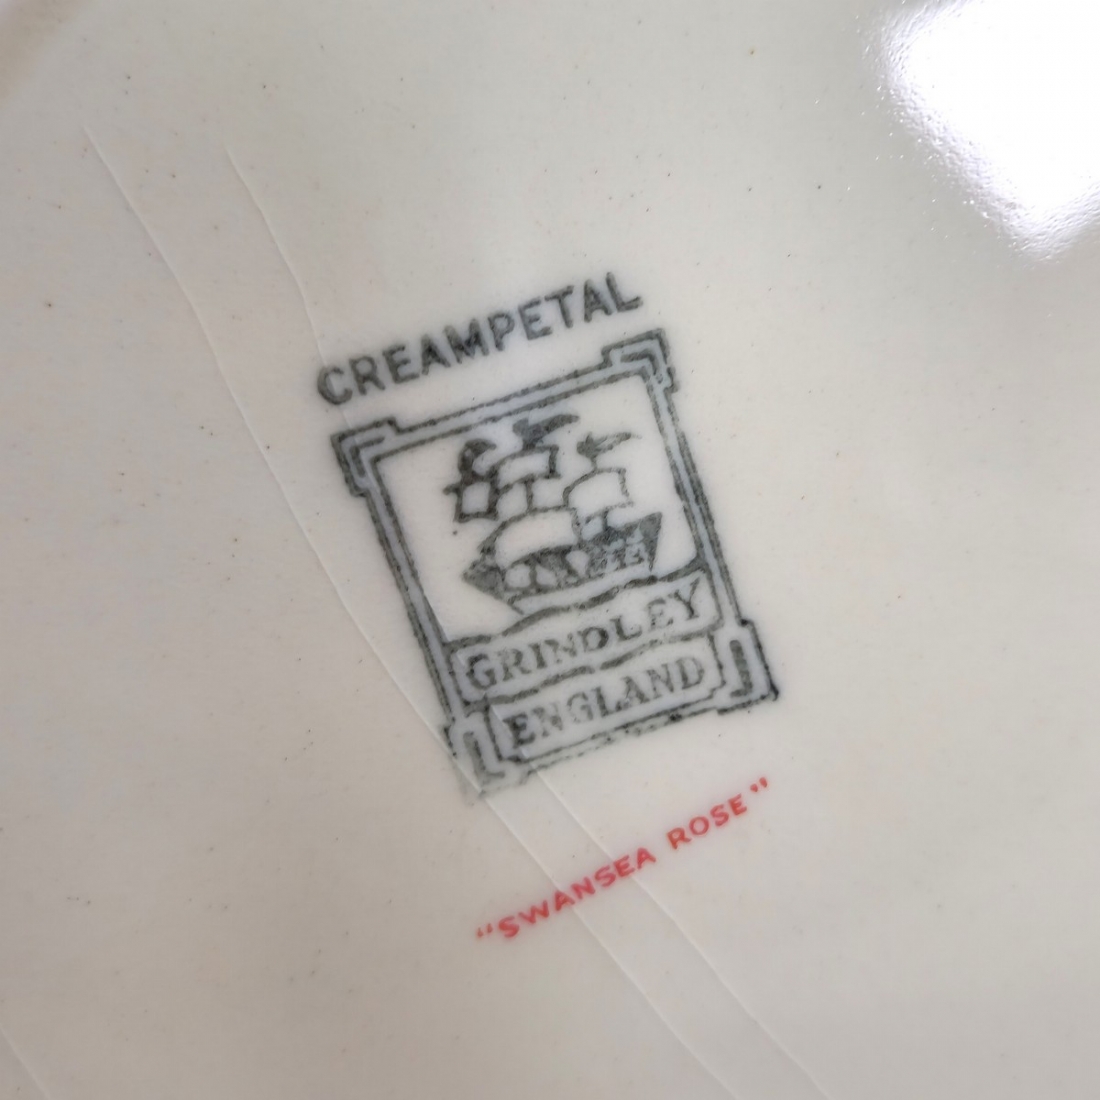 CREAMPETAL
GRINDLEY
ENGLAND
"SWANSEA ROSE"